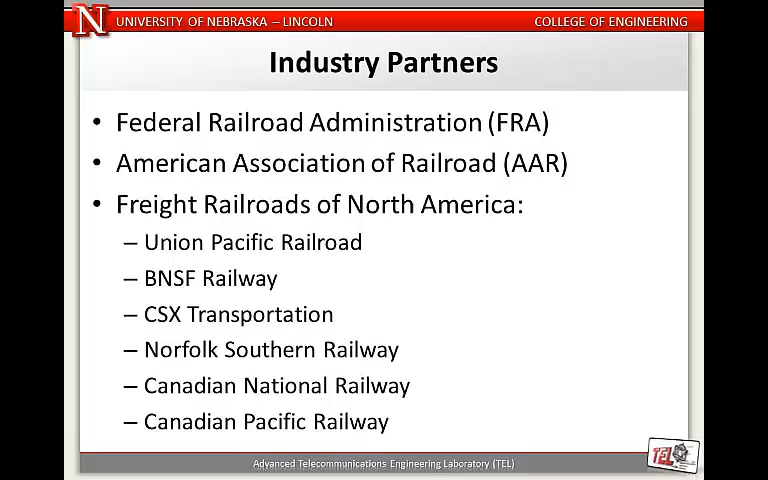 N UNIVERSITY OF NEBRASKA – LINCOLN COLLEGE OF ENGINEERING
Industry Partners
• Federal Railroad Administration (FRA)
• American Association of Railroad (AAR)
• Freight Railroads of North America:
– Union Pacific Railroad
– BNSF Railway
– CSX Transportation
– Norfolk Southern Railway
– Canadian National Railway
– Canadian Pacific Railway
Advanced Telecommunications Engineering Laboratory (TEL)
TEL